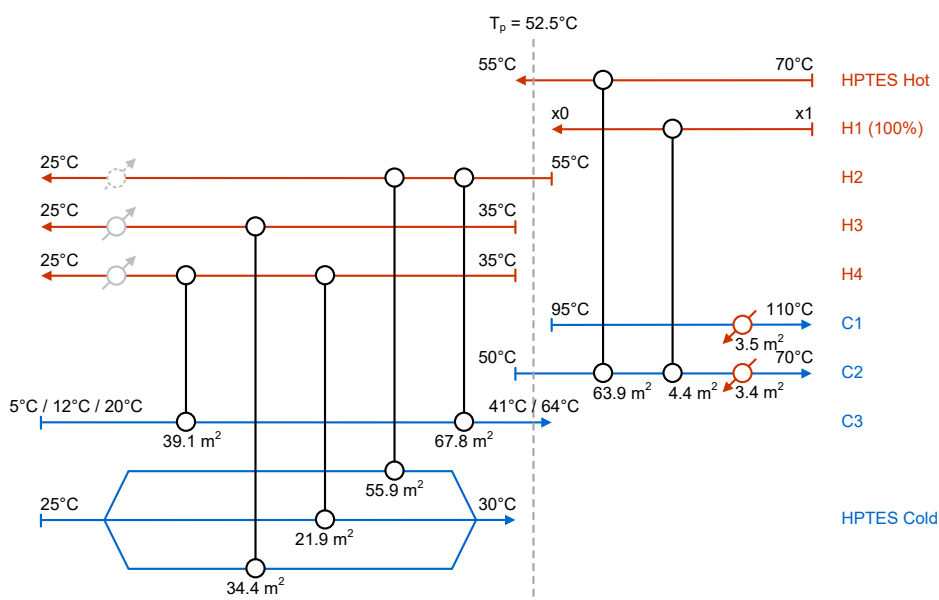 Tp = 52.5°C
55°C 70°C HPTES Hot
x0 x1 H1 (100%)
25°C 55°C H2
25°C 35°C H3
25°C 35°C H4
95°C 110°C C1
3.5 m²
50°C 70°C C2
63.9 m² 4.4 m² 3.4 m²
5°C / 12°C / 20°C 41°C / 64°C C3
39.1 m² 67.8 m²
55.9 m²
25°C 30°C HPTES Cold
21.9 m²
34.4 m²